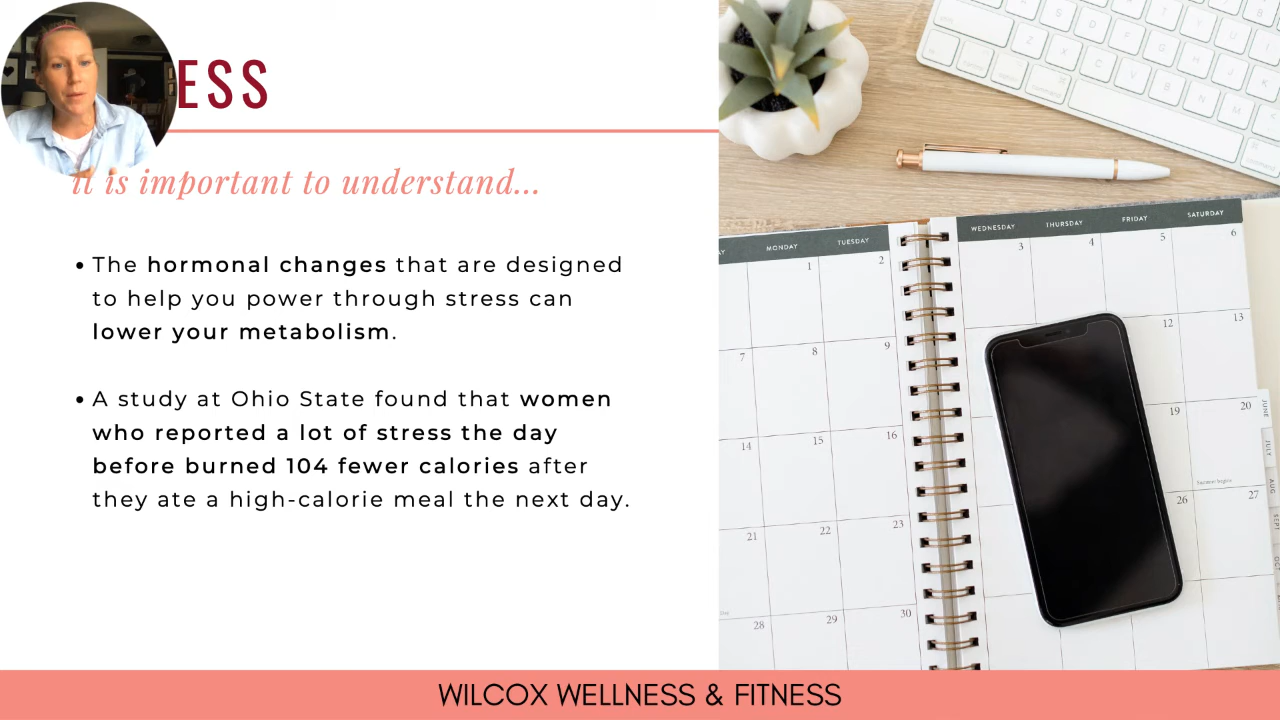 ESS
it is important to understand...
• The hormonal changes that are designed
to help you power through stress can
lower your metabolism.
• A study at Ohio State found that women
who reported a lot of stress the day
before burned 104 fewer calories after
they ate a high-calorie meal the next day.
MONDAY
TUESDAY
WEDNESDAY
THURSDAY
FRIDAY
SATURDAY
1
2
3
4
5
6
7
8
9
12
13
14
15
16
19
20
21
22
23
26
27
28
29
30
JUNE
JULY
AUG
SEPT
OCT
WILCOX WELLNESS & FITNESS